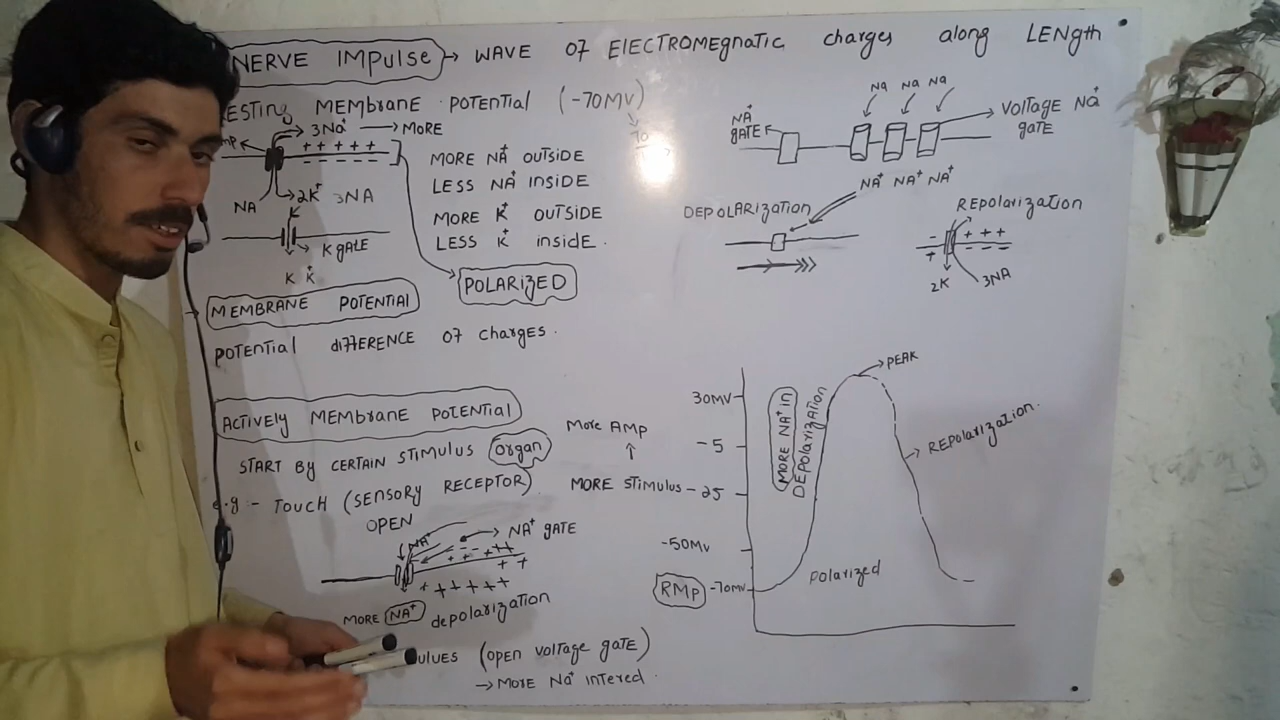 NERVE IMPULSE → WAVE OF ELECTROMEGNATIC charges along LENgth
ESTINg MEMbRANE POTENTIAL (-70MV)
70
3Na⁺ → MORE
+ + + + +
- - - - -
2K⁺ 3NA
NA
K
K gATE
K K⁺
MORE NA⁺ OUTSIDE
LESS NA⁺ INSIDE
MORE K⁺ OUTSIDE
LESS K⁺ INSIDE.
POLARIZED
MEMBRANE POTENTIAL
POTENTIAL dIFFERENCE OF chARgES.
ACTIVELY MEMBRANE POTENTIAL
START By CERTAIN STIMULUS Organ
e.g:- TOUCH (SENSORY RECEPTOR)
OPEN
NA⁺
NA⁺ gATE
- - + ++
+ + + +
+ + + + +
MORE NA⁺ depolarization
ULUES (OPEN VOLTAGE gATE)
→ MORE Na⁺ INTERED.
Na Na Na
NA⁺ gATE
VOLTAGE NA⁺ gATE
NA⁺ NA⁺ NA⁺
DEPOLARIZATION
REPOLARIZATION
- + + +
+ - - -
2K 3NA
More AMP
↑
MORE STIMULUS
PEAK
30MV
-5
-25
-50MV
RMP -70MV
MORE NA⁺ in
DEPOLARIZATION
REPOLARIZATION.
POLARIZED